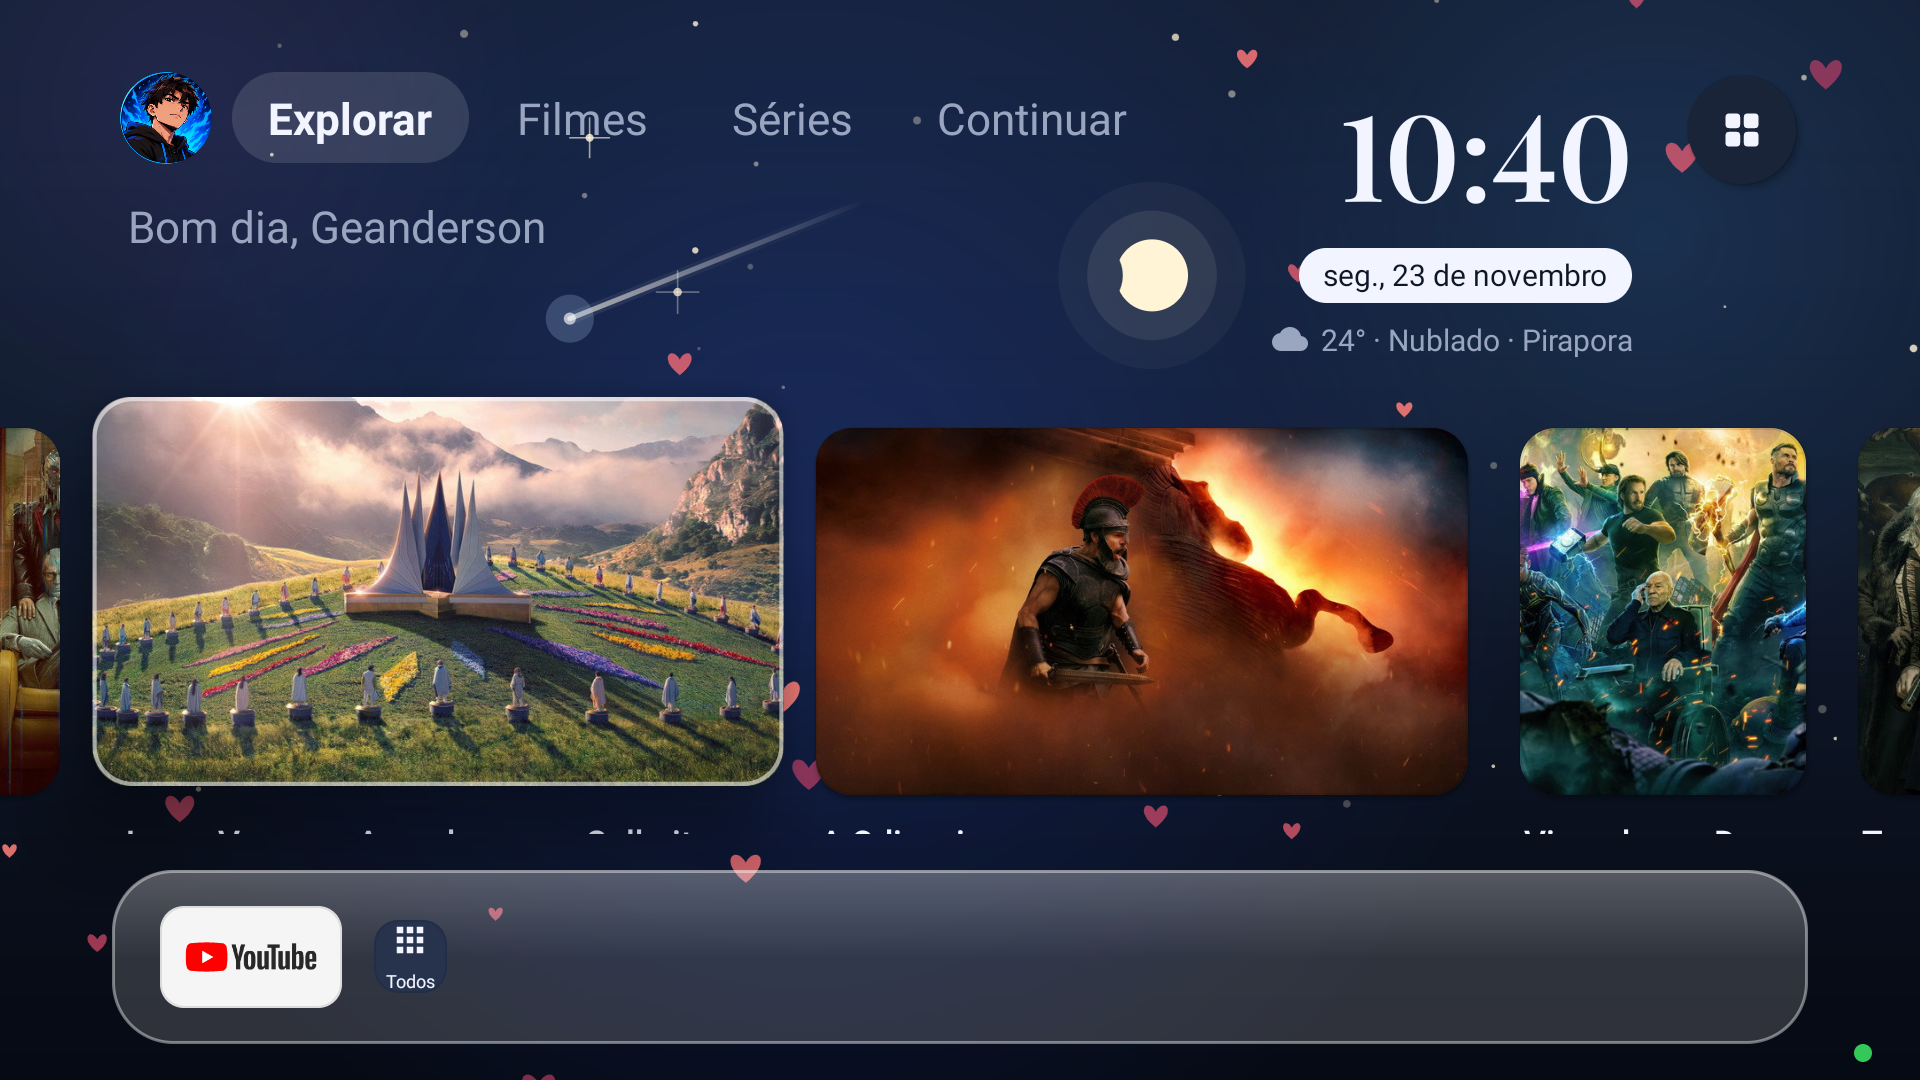 Explorar
Filmes
Séries
Continuar
10:40
Bom dia, Geanderson
seg., 23 de novembro
24° · Nublado · Pirapora
YouTube
Todos